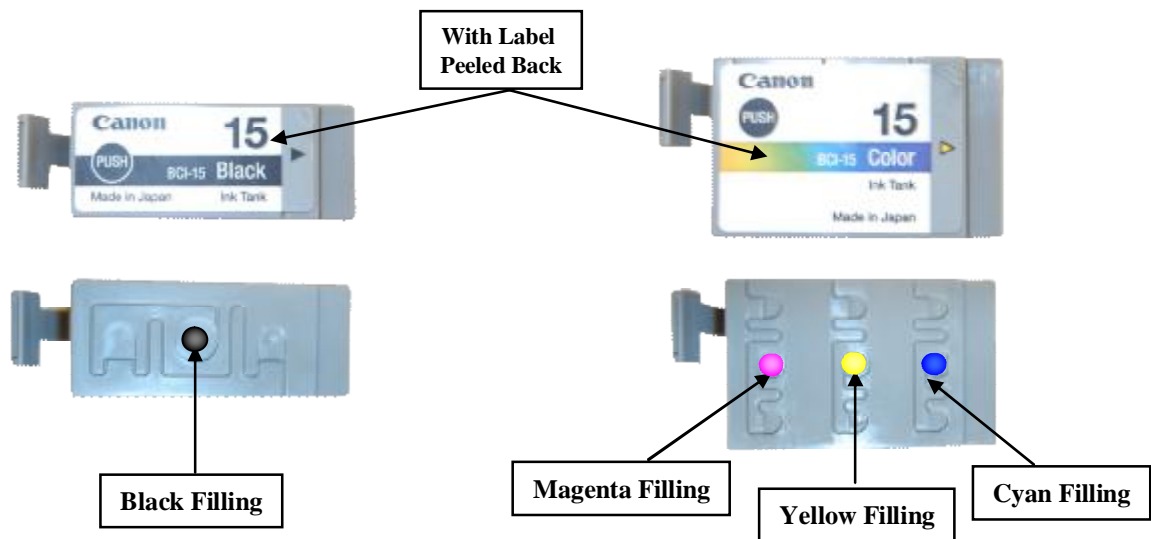 With Label
Peeled Back
Canon
15
PUSH
BCI-15 Black
Made in Japan
Ink Tank
Canon
PUSH
15
BCI-15 Color
Ink Tank
Made in Japan
Black Filling
Magenta Filling
Yellow Filling
Cyan Filling